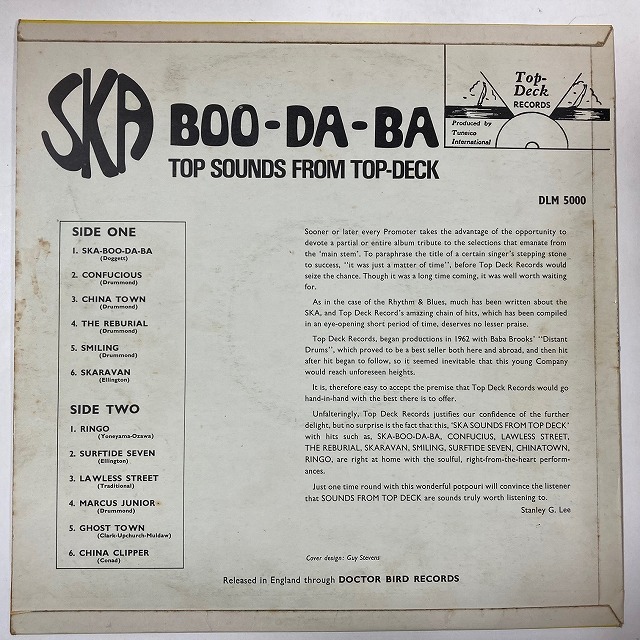 SKA BOO-DA-BA
TOP SOUNDS FROM TOP-DECK
Top-
Deck
RECORDS
Produced by
Tuneico
International
DLM 5000
SIDE ONE
1. SKA-BOO-DA-BA
(Doggett)
2. CONFUCIOUS
(Drummond)
3. CHINA TOWN
(Drummond)
4. THE REBURIAL
(Drummond)
5. SMILING
(Drummond)
6. SKARAVAN
(Ellington)
SIDE TWO
1. RINGO
(Yoneyama-Ozawa)
2. SURFTIDE SEVEN
(Ellington)
3. LAWLESS STREET
(Traditional)
4. MARCUS JUNIOR
(Drummond)
5. GHOST TOWN
(Clark-Upchurch-Muldaw)
6. CHINA CLIPPER
(Conad)
Sooner or later every Promoter takes the advantage of the opportunity to
devote a partial or entire album tribute to the selections that emanate from
the 'main stem'. To paraphrase the title of a certain singer's stepping stone
to success, "it was just a matter of time", before Top Deck Records would
seize the chance. Though it was a long time coming, it was well worth waiting
for.
As in the case of the Rhythm & Blues, much has been written about the
SKA, and Top Deck Record's amazing chain of hits, which has been compiled
in an eye-opening short period of time, deserves no lesser praise.
Top Deck Records, began productions in 1962 with Baba Brooks' "Distant
Drums", which proved to be a best seller both here and abroad, and then hit
after hit began to follow, so it seemed inevitable that this young Company
would reach unforeseen heights.
It is, therefore easy to accept the premise that Top Deck Records would go
hand-in-hand with the best there is to offer.
Unfalteringly, Top Deck Records justifies our confidence of the further
delight, but no surprise is the fact that this, 'SKA SOUNDS FROM TOP DECK'
with hits such as, SKA-BOO-DA-BA, CONFUCIUS, LAWLESS STREET,
THE REBURIAL, SKARAVAN, SMILING, SURFTIDE SEVEN, CHINATOWN,
RINGO, are right at home with the soulful, right-from-the-heart perform-
ances.
Just one time round with this wonderful potpouri will convince the listener
that SOUNDS FROM TOP DECK are sounds truly worth listening to.
Stanley G. Lee
Cover design: Guy Stevens
Released in England through DOCTOR BIRD RECORDS